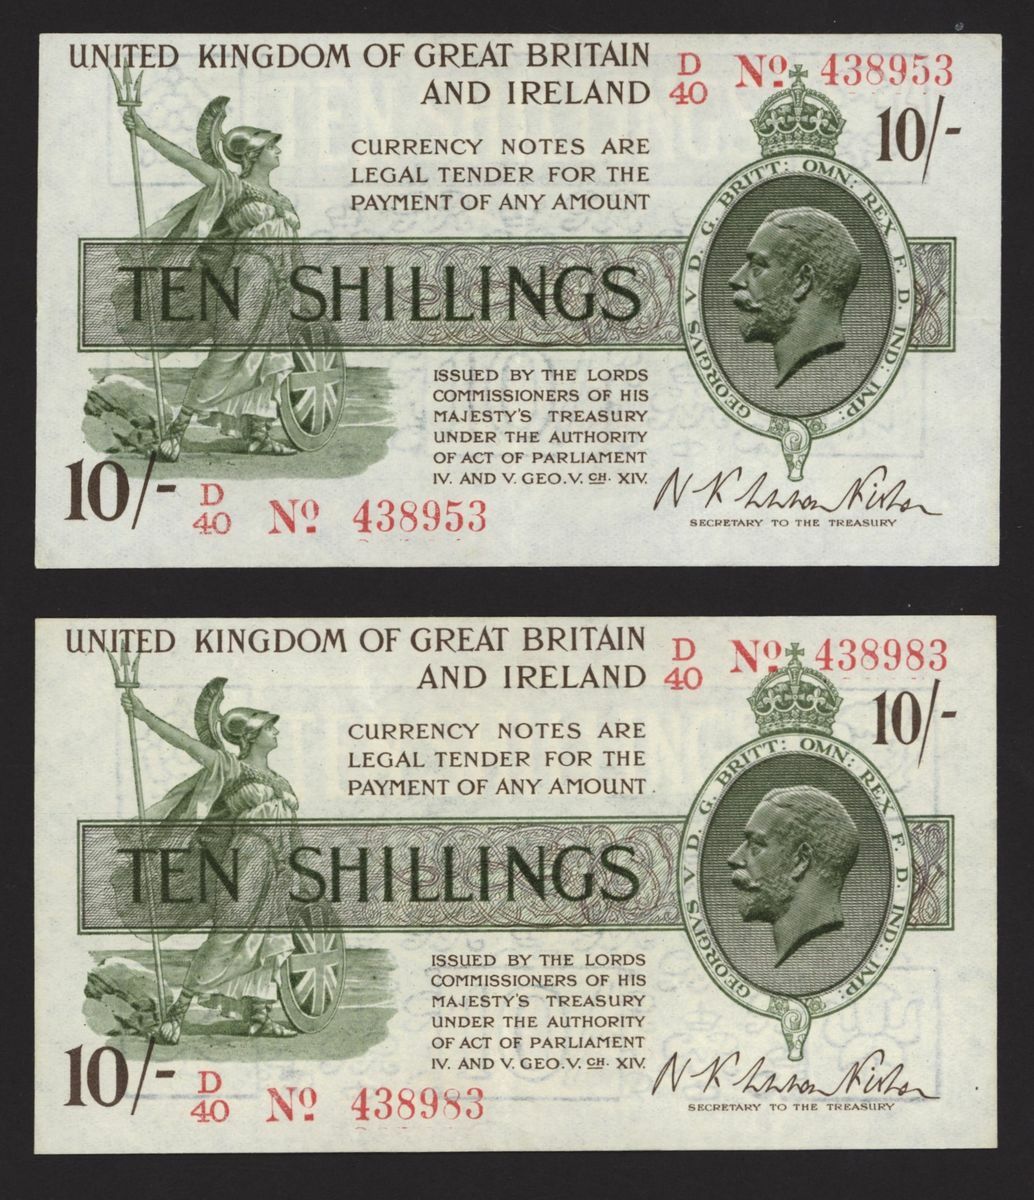 UNITED KINGDOM OF GREAT BRITAIN
AND IRELAND
D/40 No 438953
10/-
CURRENCY NOTES ARE
LEGAL TENDER FOR THE
PAYMENT OF ANY AMOUNT
TEN SHILLINGS
GEORGIVS V D. G. BRITT: OMN: REX F. D. IND: IMP:
ISSUED BY THE LORDS
COMMISSIONERS OF HIS
MAJESTY'S TREASURY
UNDER THE AUTHORITY
OF ACT OF PARLIAMENT
IV. AND V. GEO.V. CH. XIV.
10/-
D/40 No 438953
SECRETARY TO THE TREASURY
UNITED KINGDOM OF GREAT BRITAIN
AND IRELAND
D/40 No 438983
10/-
CURRENCY NOTES ARE
LEGAL TENDER FOR THE
PAYMENT OF ANY AMOUNT
TEN SHILLINGS
GEORGIVS V. D. G. BRITT: OMN: REX F. D. IND: IMP:
ISSUED BY THE LORDS
COMMISSIONERS OF HIS
MAJESTY'S TREASURY
UNDER THE AUTHORITY
OF ACT OF PARLIAMENT
IV. AND V. GEO.V. CH. XIV.
10/-
D/40 No 438983
SECRETARY TO THE TREASURY